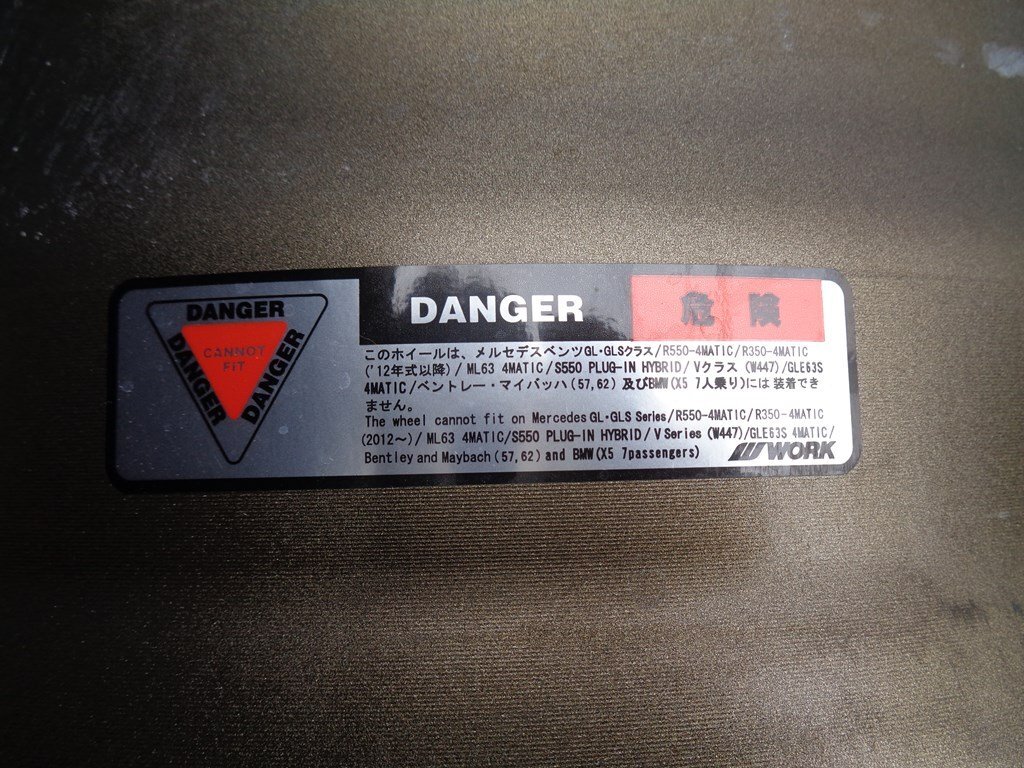 DANGER
DANGER
DANGER
CANNOT
FIT
DANGER
危険
このホイールは、メルセデスベンツGL・GLSクラス/R550-4MATIC/R350-4MATIC
('12年式以降)/ML63 4MATIC/S550 PLUG-IN HYBRID/Vクラス (W447)/GLE63S
4MATIC/ベントレー・マイバッハ(57,62) 及びBMW(X5 7人乗り)には 装着でき
ません。
The wheel cannot fit on Mercedes GL・GLS Series/R550-4MATIC/R350-4MATIC
(2012～)/ML63 4MATIC/S550 PLUG-IN HYBRID/V Series (W447)/GLE63S 4MATIC/
Bentley and Maybach(57,62) and BMW(X5 7passengers)
WORK